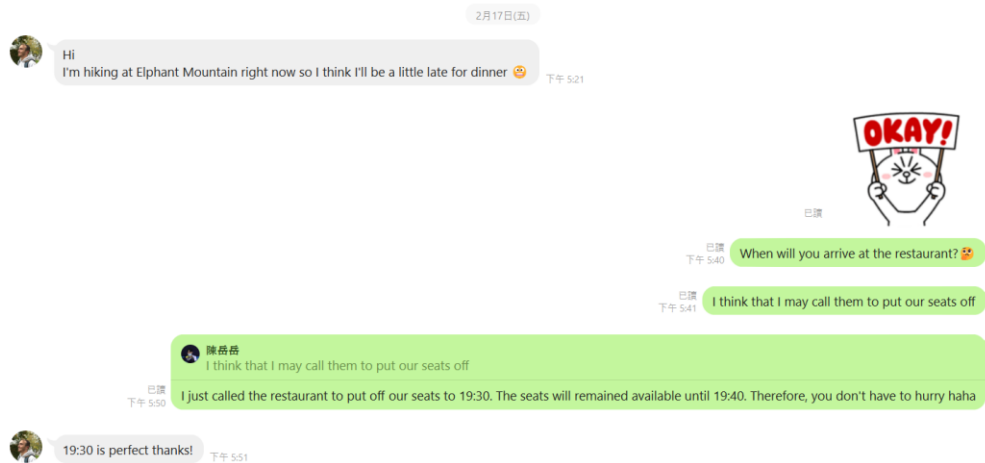 2月17日(五)
Hi
I'm hiking at Elphant Mountain right now so I think I'll be a little late for dinner
下午 5:21
OKAY!
已讀
When will you arrive at the restaurant?
已讀
下午 5:40
I think that I may call them to put our seats off
已讀
下午 5:41
陳岳岳
I think that I may call them to put our seats off
I just called the restaurant to put off our seats to 19:30. The seats will remained available until 19:40. Therefore, you don't have to hurry haha
已讀
下午 5:50
19:30 is perfect thanks!
下午 5:51